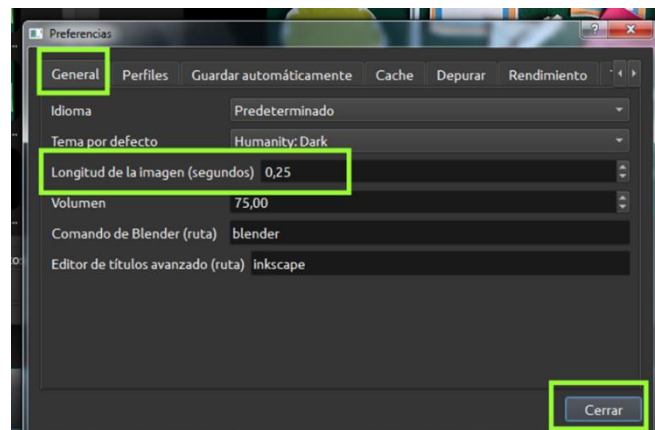 Preferencias
General Perfiles Guardar automáticamente Cache Depurar Rendimiento
Idioma Predeterminado
Tema por defecto Humanity: Dark
Longitud de la imagen (segundos) 0,25
Volumen 75,00
Comando de Blender (ruta) blender
Editor de títulos avanzado (ruta) inkscape
Cerrar